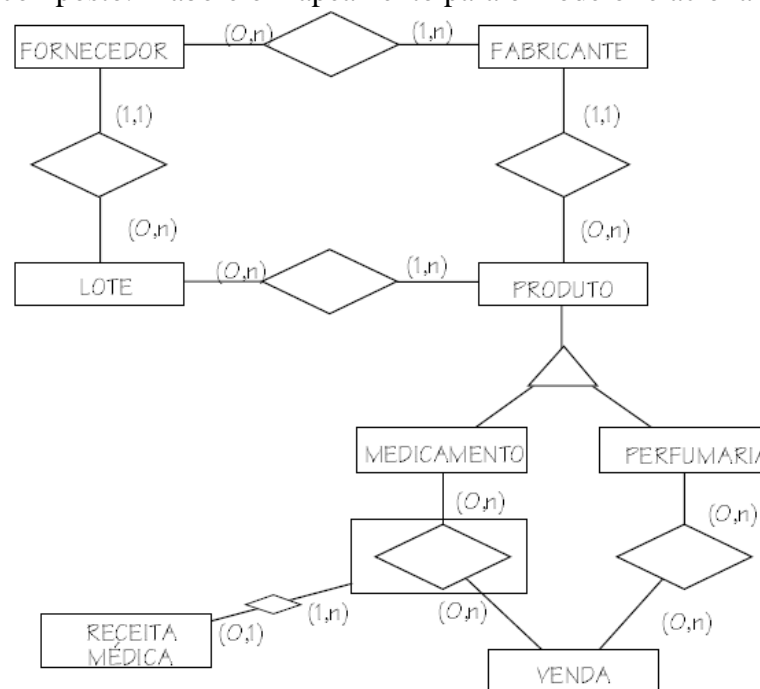 (0,n) (1,n)
FORNECEDOR FABRICANTE
(1,1) (1,1)
(0,n) (0,n)
(0,n) (1,n)
LOTE PRODUTO
MEDICAMENTO PERFUMARIA
(0,n) (0,n)
(0,n) (0,n)
(1,n)
(0,1)
RECEITA
MÉDICA
VENDA